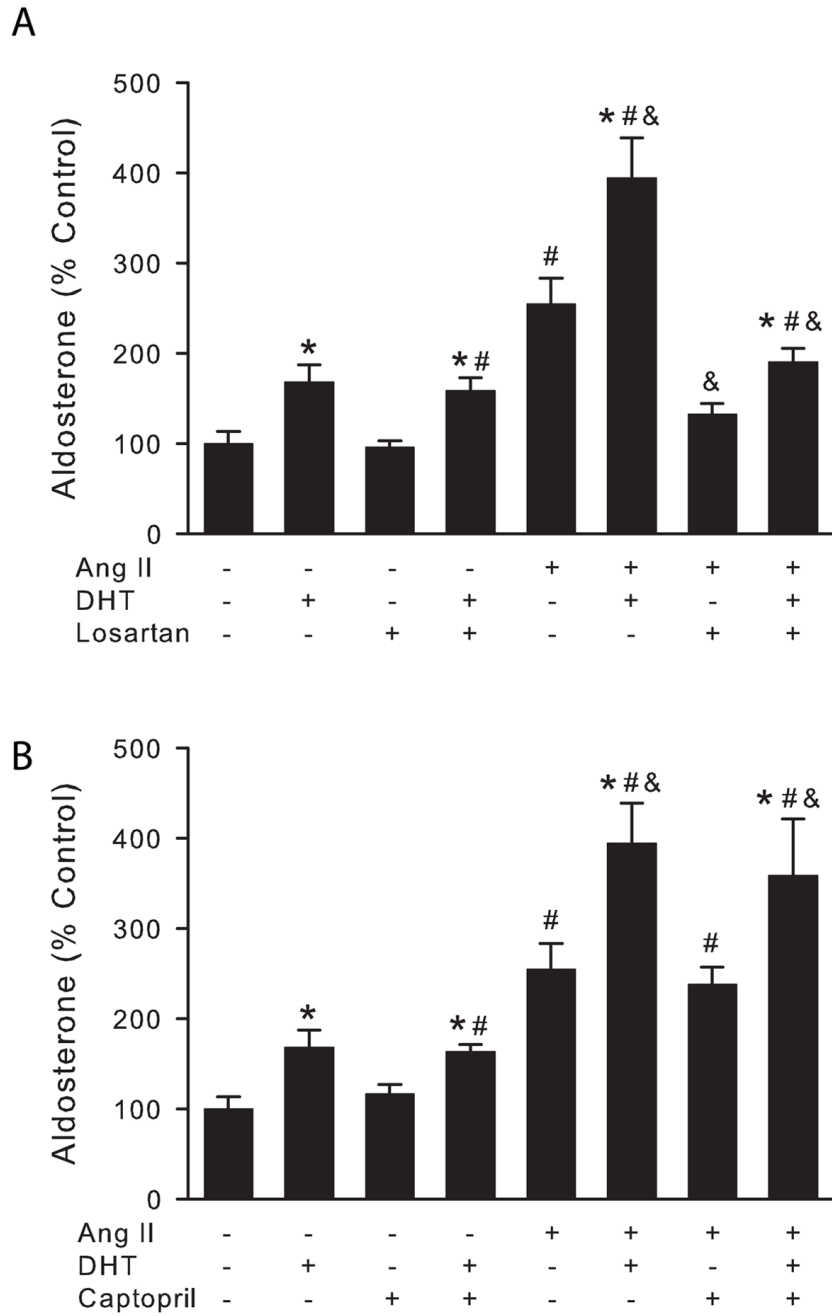 A
Aldosterone (% Control)
500
400
300
200
100
0
*
* #
#
* # &
&
* # &
Ang II - - - - + + + +
DHT - + - + - + - +
Losartan - - + + - - + +
B
Aldosterone (% Control)
500
400
300
200
100
0
*
* #
#
* # &
#
* # &
Ang II - - - - + + + +
DHT - + - + - + - +
Captopril - - + + - - + +